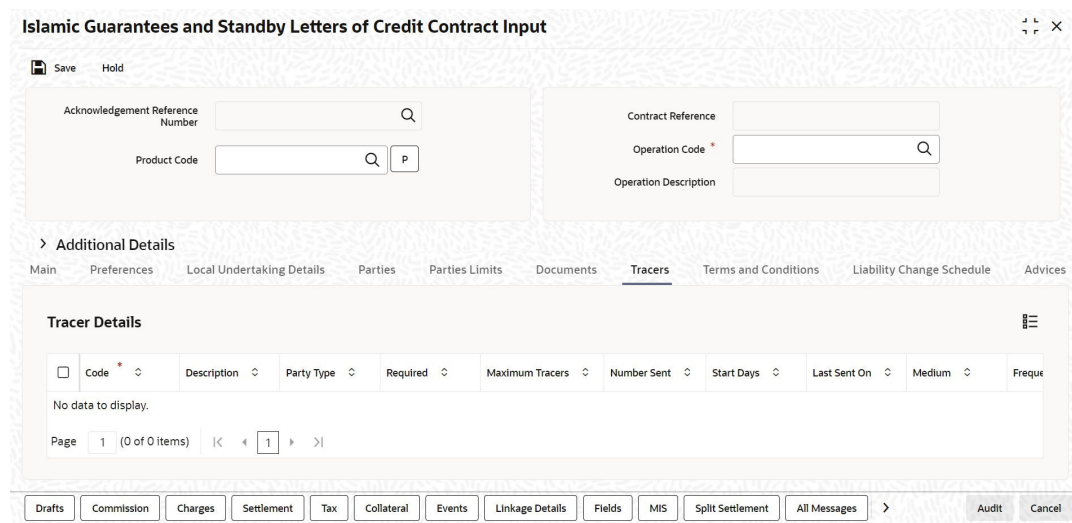 Islamic Guarantees and Standby Letters of Credit Contract Input
Save Hold
Acknowledgement Reference
Number
Product Code P
Contract Reference
Operation Code *
Operation Description
Additional Details
Main Preferences Local Undertaking Details Parties Parties Limits Documents Tracers Terms and Conditions Liability Change Schedule Advices
Tracer Details
Code * Description Party Type Required Maximum Tracers Number Sent Start Days Last Sent On Medium Freque
No data to display.
Page 1 (0 of 0 items) 1
Drafts Commission Charges Settlement Tax Collateral Events Linkage Details Fields MIS Split Settlement All Messages Audit Cancel